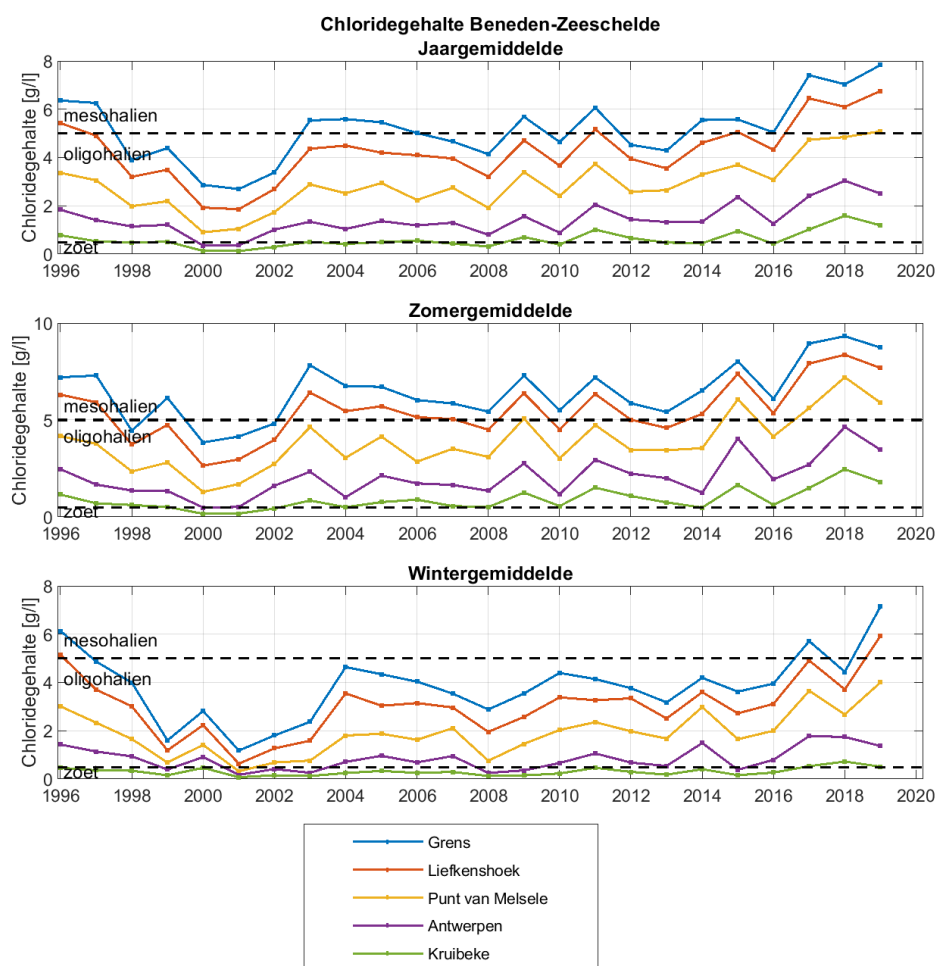 Chloridegehalte Beneden-Zeeschelde
Jaargemiddelde
Chloridegehalte [g/l]
8
6
4
2
0
mesohalien
oligohalien
zoet
1996 1998 2000 2002 2004 2006 2008 2010 2012 2014 2016 2018 2020
Zomergemiddelde
Chloridegehalte [g/l]
10
5
0
mesohalien
oligohalien
zoet
1996 1998 2000 2002 2004 2006 2008 2010 2012 2014 2016 2018 2020
Wintergemiddelde
Chloridegehalte [g/l]
8
6
4
2
0
mesohalien
oligohalien
zoet
1996 1998 2000 2002 2004 2006 2008 2010 2012 2014 2016 2018 2020
Grens
Liefkenshoek
Punt van Melsele
Antwerpen
Kruibeke